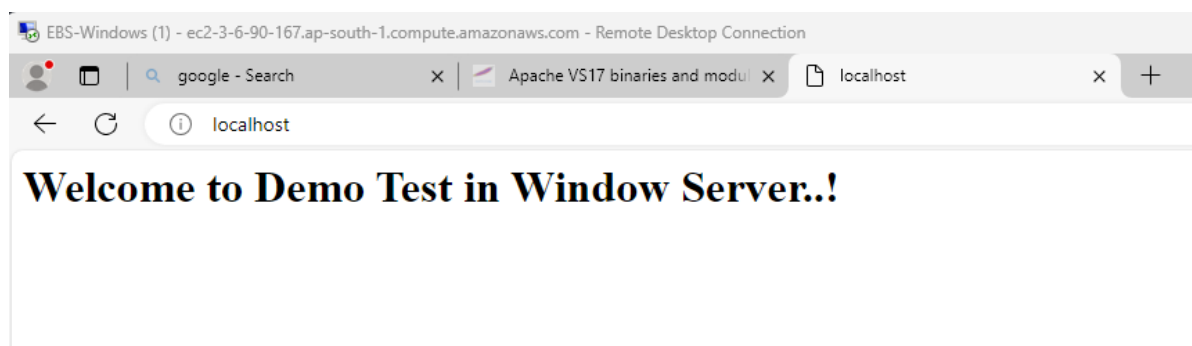 EBS-Windows (1) - ec2-3-6-90-167.ap-south-1.compute.amazonaws.com - Remote Desktop Connection
google - Search
Apache VS17 binaries and modul
localhost
localhost
Welcome to Demo Test in Window Server..!